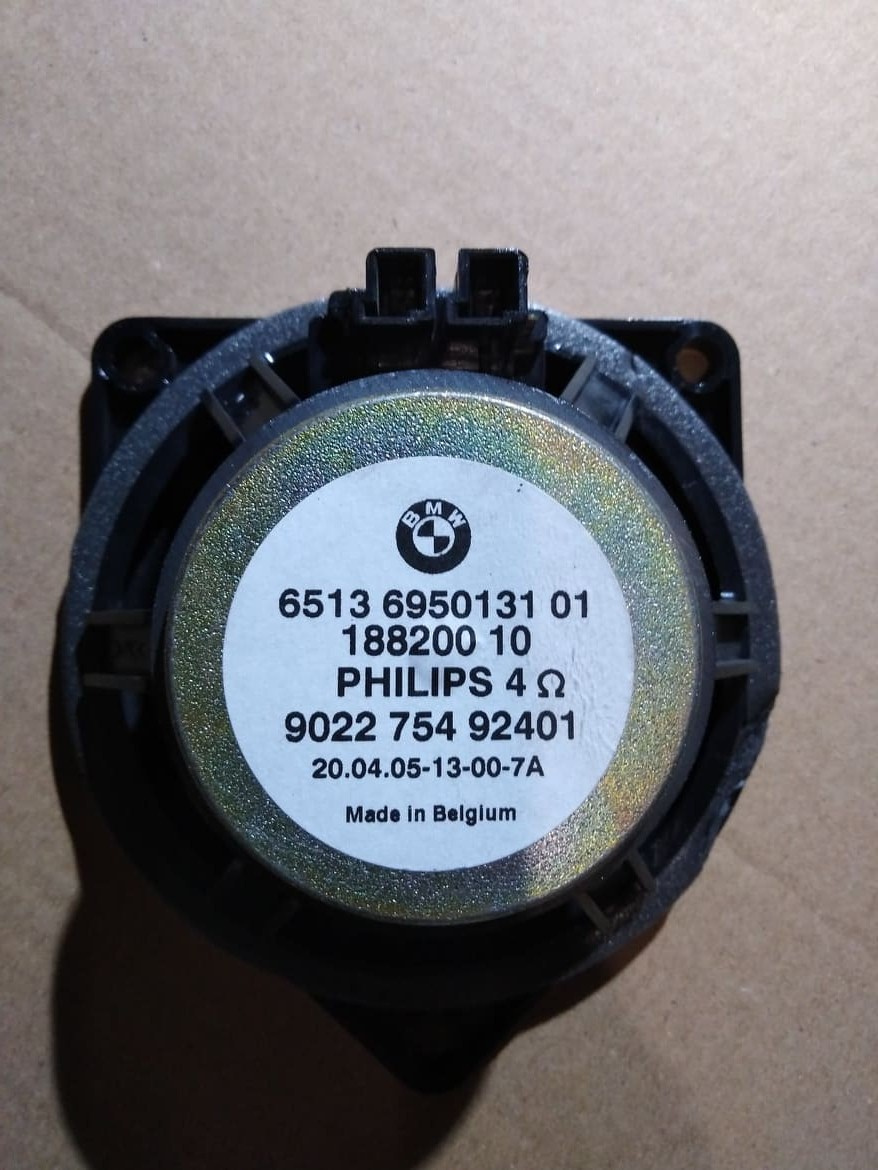 BMW
6513 6950131 01
188200 10
PHILIPS 4 Ω
9022 754 92401
20.04.05-13-00-7A
Made in Belgium